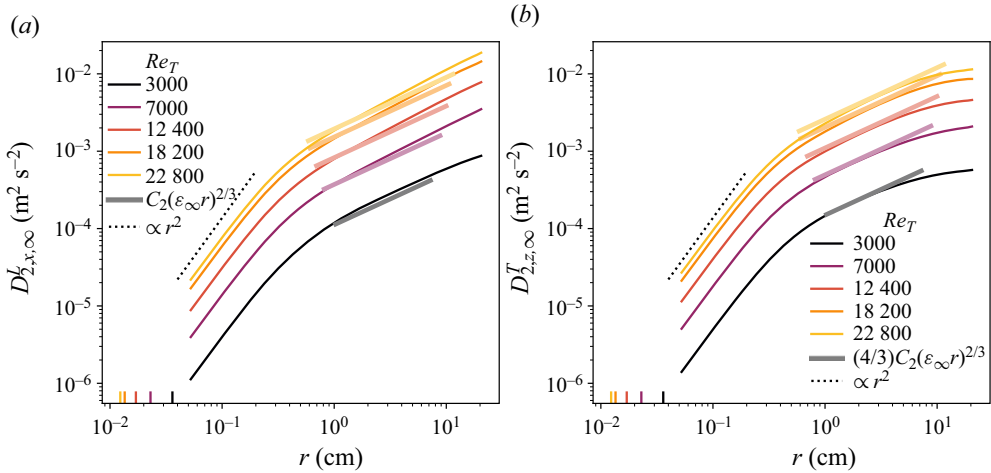 (a)
(b)
Re_T
3000
7000
12 400
18 200
22 800
C_2(ε_∞r)^{2/3}
∝ r^2
10^{-2}
10^{-3}
10^{-4}
10^{-5}
10^{-6}
D^L_{2,x,∞} (m^2 s^{-2})
10^{-2} 10^{-1} 10^0 10^1
r (cm)
10^{-2}
10^{-3}
10^{-4}
10^{-5}
10^{-6}
D^T_{2,z,∞} (m^2 s^{-2})
Re_T
3000
7000
12 400
18 200
22 800
(4/3)C_2(ε_∞r)^{2/3}
∝ r^2
10^{-2} 10^{-1} 10^0 10^1
r (cm)